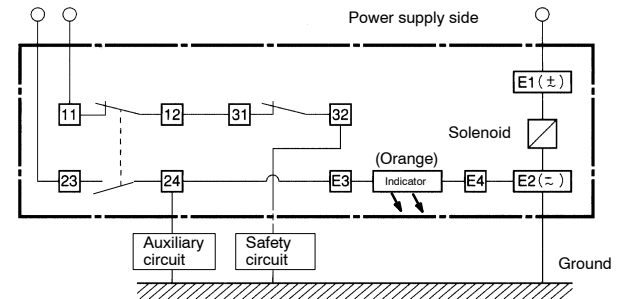 Power supply side
E1(±)
11
12
31
32
Solenoid
(Orange)
23
24
E3
Indicator
E4
E2(≂)
Auxiliary
circuit
Safety
circuit
Ground